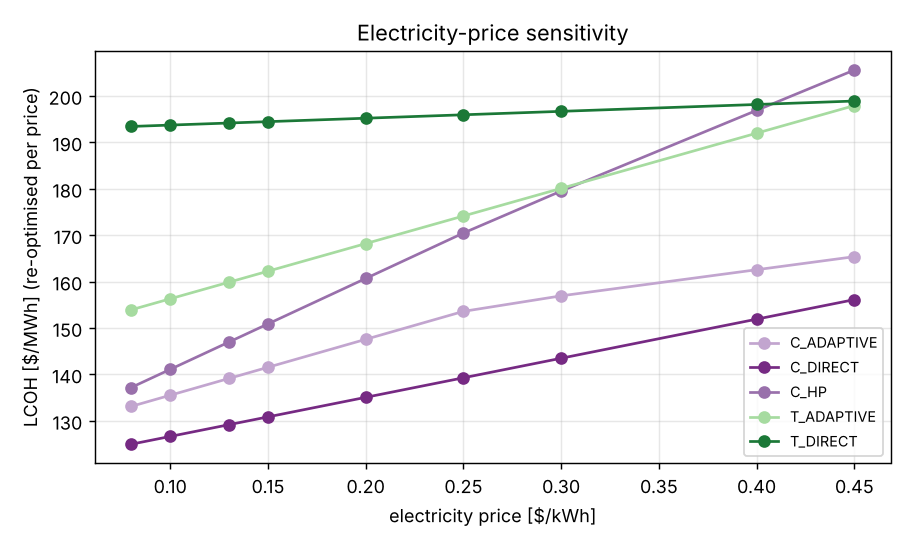 Electricity-price sensitivity
LCOH [$/MWh] (re-optimised per price)
200
190
180
170
160
150
140
130
C_ADAPTIVE
C_DIRECT
C_HP
T_ADAPTIVE
T_DIRECT
0.10 0.15 0.20 0.25 0.30 0.35 0.40 0.45
electricity price [$/kWh]